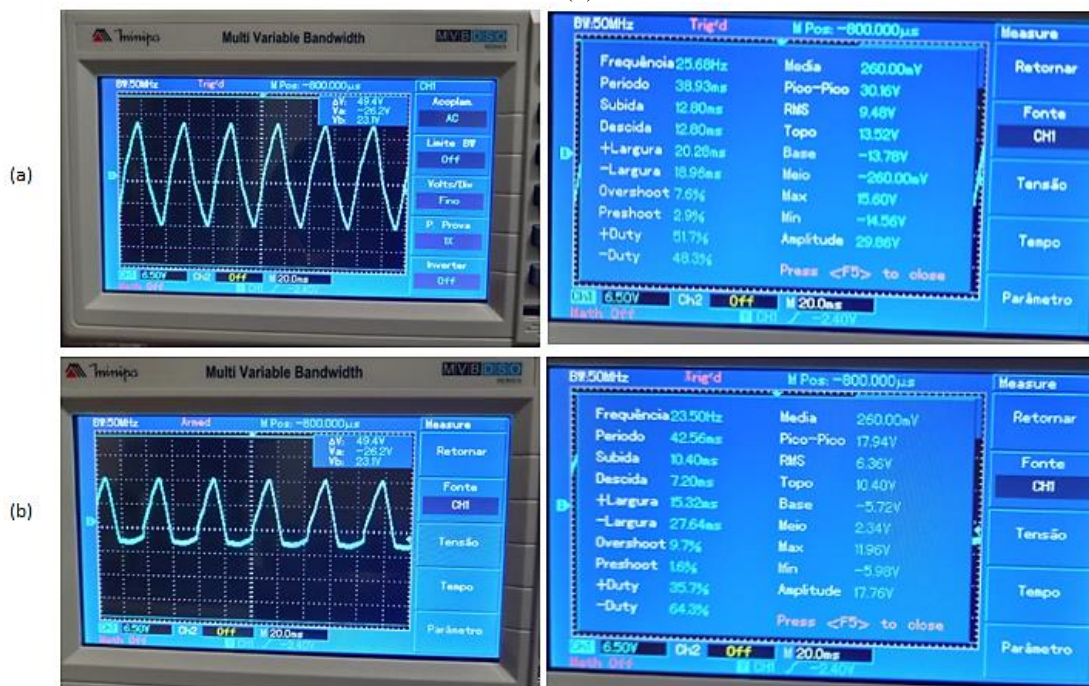 Minipa Multi Variable Bandwidth MVB DSO
BW:50MHz Trig'd M Pos: -800.000µs CH1
ΔV: 49.4V
Va: -26.2V
Vb: 23.1V
Acoplam.
AC
Limite BW
Off
Volts/Div
Fino
P. Prova
1X
Inverter
Off
CH1 6.50V Ch2 Off M 20.0ms
Math Off CH1 -2.40V
(a)
BW:50MHz Trig'd M Pos: -800.000µs Measure
Frequência 25.68Hz Media 260.00mV
Periodo 38.93ms Pico-Pico 30.16V
Subida 12.80ms RMS 9.48V
Descida 12.80ms Topo 13.52V
+Largura 20.28ms Base -13.78V
-Largura 18.96ms Meio -260.00mV
Overshoot 7.6% Max 15.60V
Preshoot 2.9% Min -14.56V
+Duty 51.7% Amplitude 29.86V
-Duty 48.3%
Press <F5> to close
Retornar
Fonte
CH1
Tensão
Tempo
Parâmetro
CH1 6.50V Ch2 Off M 20.0ms
Math Off CH1 -2.40V
Minipa Multi Variable Bandwidth MVB DSO
BW:50MHz Armed M Pos: -800.000µs Measure
ΔV: 49.4V
Va: -26.2V
Vb: 23.1V
Retornar
Fonte
CH1
Tensão
Tempo
Parâmetro
CH1 6.50V Ch2 Off M 20.0ms
Math Off CH1 -2.40V
(b)
BW:50MHz Trig'd M Pos: -800.000µs Measure
Frequência 23.50Hz Media 260.00mV
Periodo 42.56ms Pico-Pico 17.94V
Subida 10.40ms RMS 6.36V
Descida 7.20ms Topo 10.40V
+Largura 15.32ms Base -5.72V
-Largura 27.64ms Meio 2.34V
Overshoot 9.7% Max 11.96V
Preshoot 1.6% Min -5.98V
+Duty 35.7% Amplitude 17.76V
-Duty 64.3%
Press <F5> to close
Retornar
Fonte
CH1
Tensão
Tempo
Parâmetro
CH1 6.50V Ch2 Off M 20.0ms
Math Off CH1 -2.40V